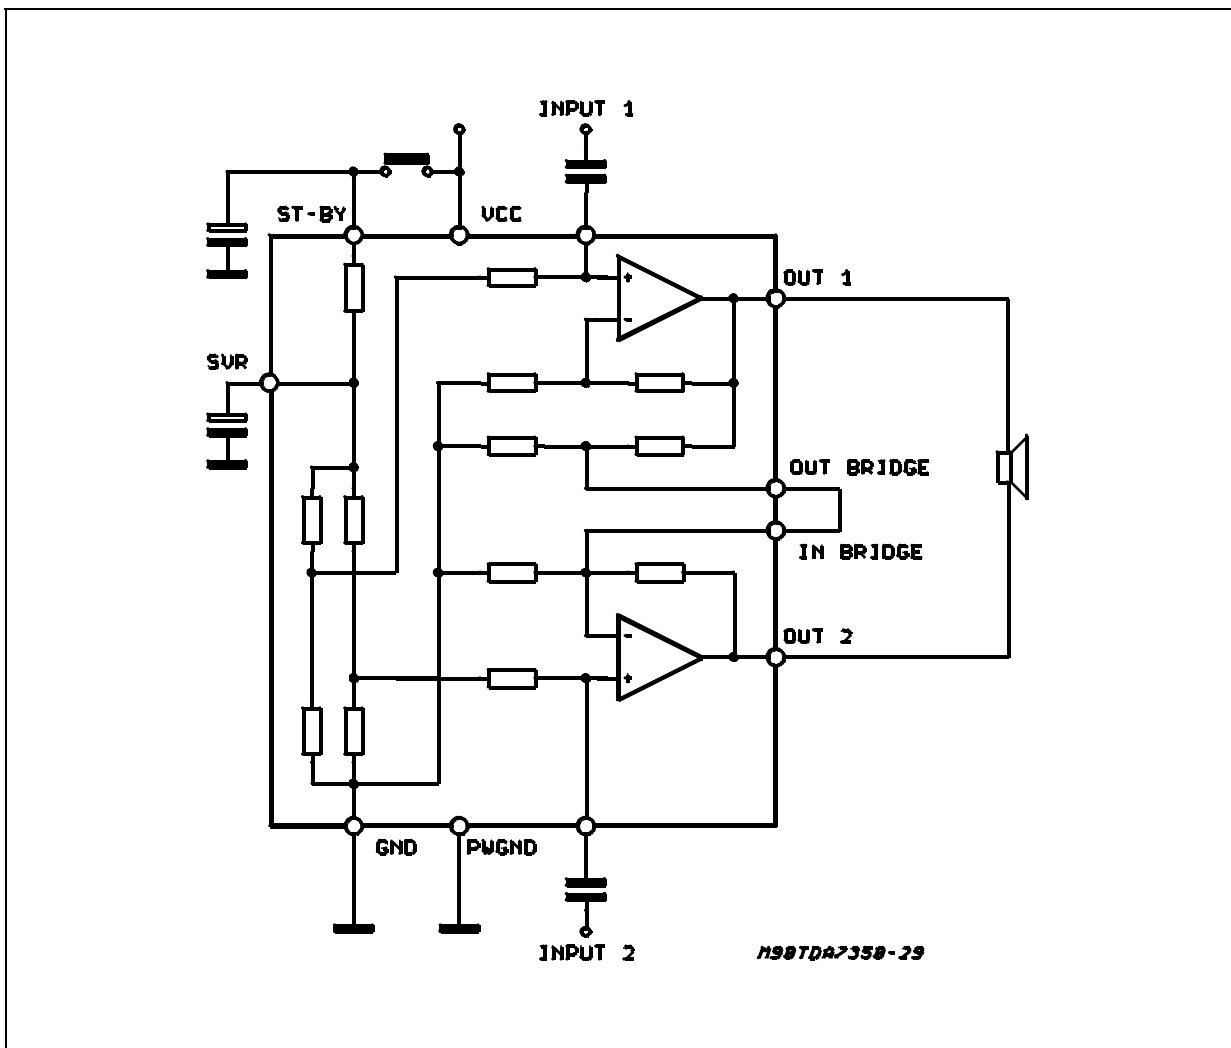 INPUT 1
ST-BY
VCC
+
-
OUT 1
SVR
OUT BRIDGE
IN BRIDGE
-
+
OUT 2
GND
PWGND
INPUT 2
M90TDA7350-29